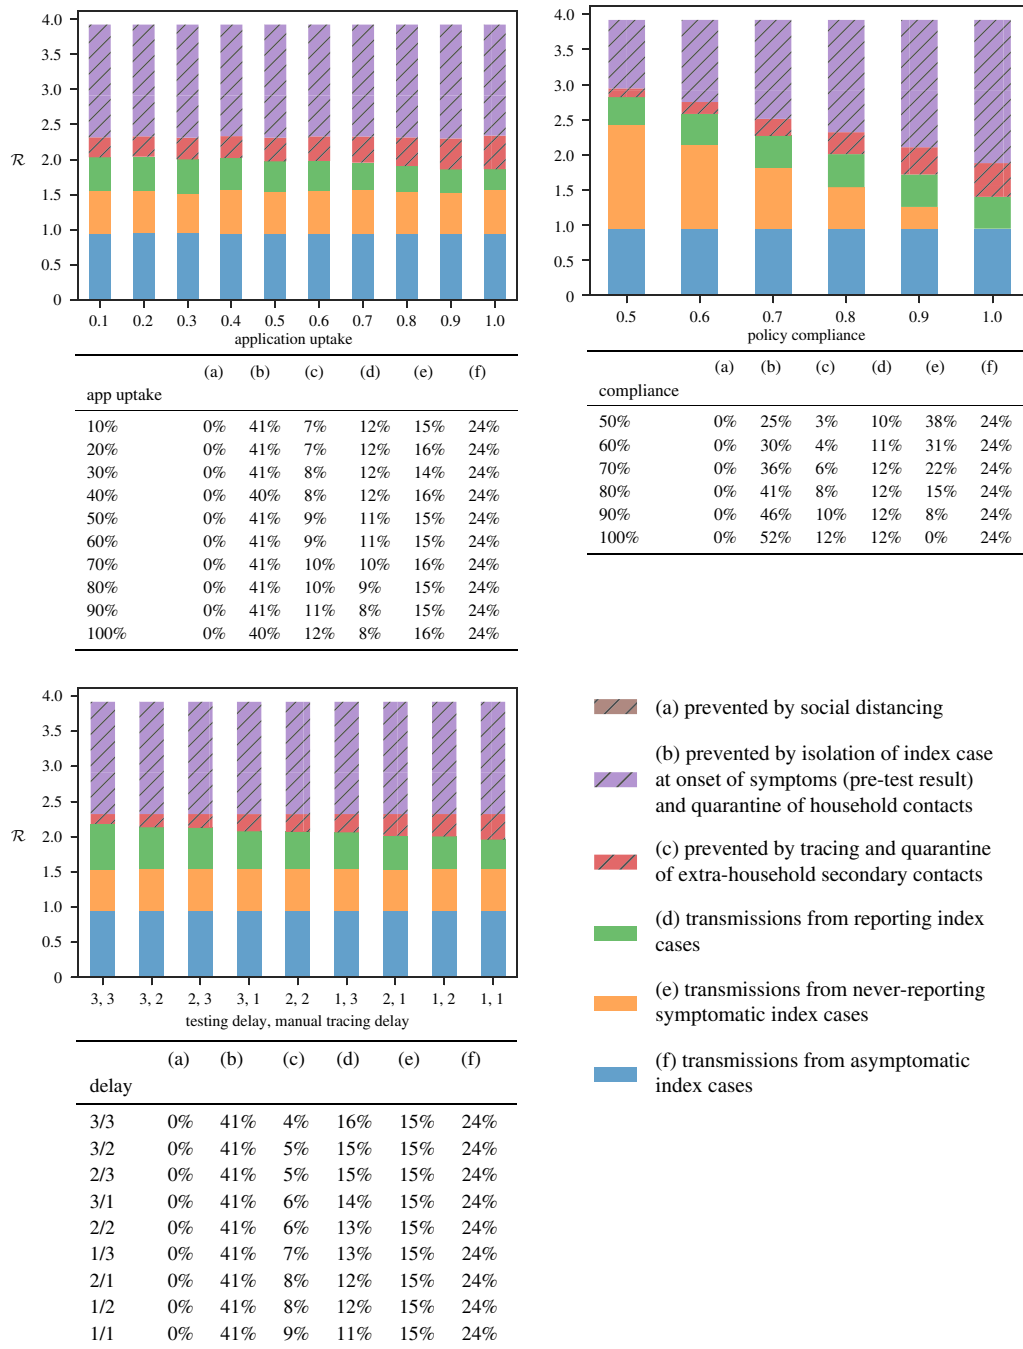 4.0
3.5
3.0
2.5
2.0
1.5
1.0
0.5
0
ℛ
0.1 0.2 0.3 0.4 0.5 0.6 0.7 0.8 0.9 1.0
application uptake
(a) (b) (c) (d) (e) (f)
app uptake
10% 0% 41% 7% 12% 15% 24%
20% 0% 41% 7% 12% 16% 24%
30% 0% 41% 8% 12% 14% 24%
40% 0% 40% 8% 12% 16% 24%
50% 0% 41% 9% 11% 15% 24%
60% 0% 41% 9% 11% 15% 24%
70% 0% 41% 10% 10% 16% 24%
80% 0% 41% 10% 9% 15% 24%
90% 0% 41% 11% 8% 15% 24%
100% 0% 40% 12% 8% 16% 24%
4.0
3.5
3.0
2.5
2.0
1.5
1.0
0.5
0
0.5 0.6 0.7 0.8 0.9 1.0
policy compliance
(a) (b) (c) (d) (e) (f)
compliance
50% 0% 25% 3% 10% 38% 24%
60% 0% 30% 4% 11% 31% 24%
70% 0% 36% 6% 12% 22% 24%
80% 0% 41% 8% 12% 15% 24%
90% 0% 46% 10% 12% 8% 24%
100% 0% 52% 12% 12% 0% 24%
4.0
3.5
3.0
2.5
2.0
1.5
1.0
0.5
0
ℛ
3, 3 3, 2 2, 3 3, 1 2, 2 1, 3 2, 1 1, 2 1, 1
testing delay, manual tracing delay
(a) (b) (c) (d) (e) (f)
delay
3/3 0% 41% 4% 16% 15% 24%
3/2 0% 41% 5% 15% 15% 24%
2/3 0% 41% 5% 15% 15% 24%
3/1 0% 41% 6% 14% 15% 24%
2/2 0% 41% 6% 13% 15% 24%
1/3 0% 41% 7% 13% 15% 24%
2/1 0% 41% 8% 12% 15% 24%
1/2 0% 41% 8% 12% 15% 24%
1/1 0% 41% 9% 11% 15% 24%
(a) prevented by social distancing
(b) prevented by isolation of index case
at onset of symptoms (pre-test result)
and quarantine of household contacts
(c) prevented by tracing and quarantine
of extra-household secondary contacts
(d) transmissions from reporting index
cases
(e) transmissions from never-reporting
symptomatic index cases
(f) transmissions from asymptomatic
index cases